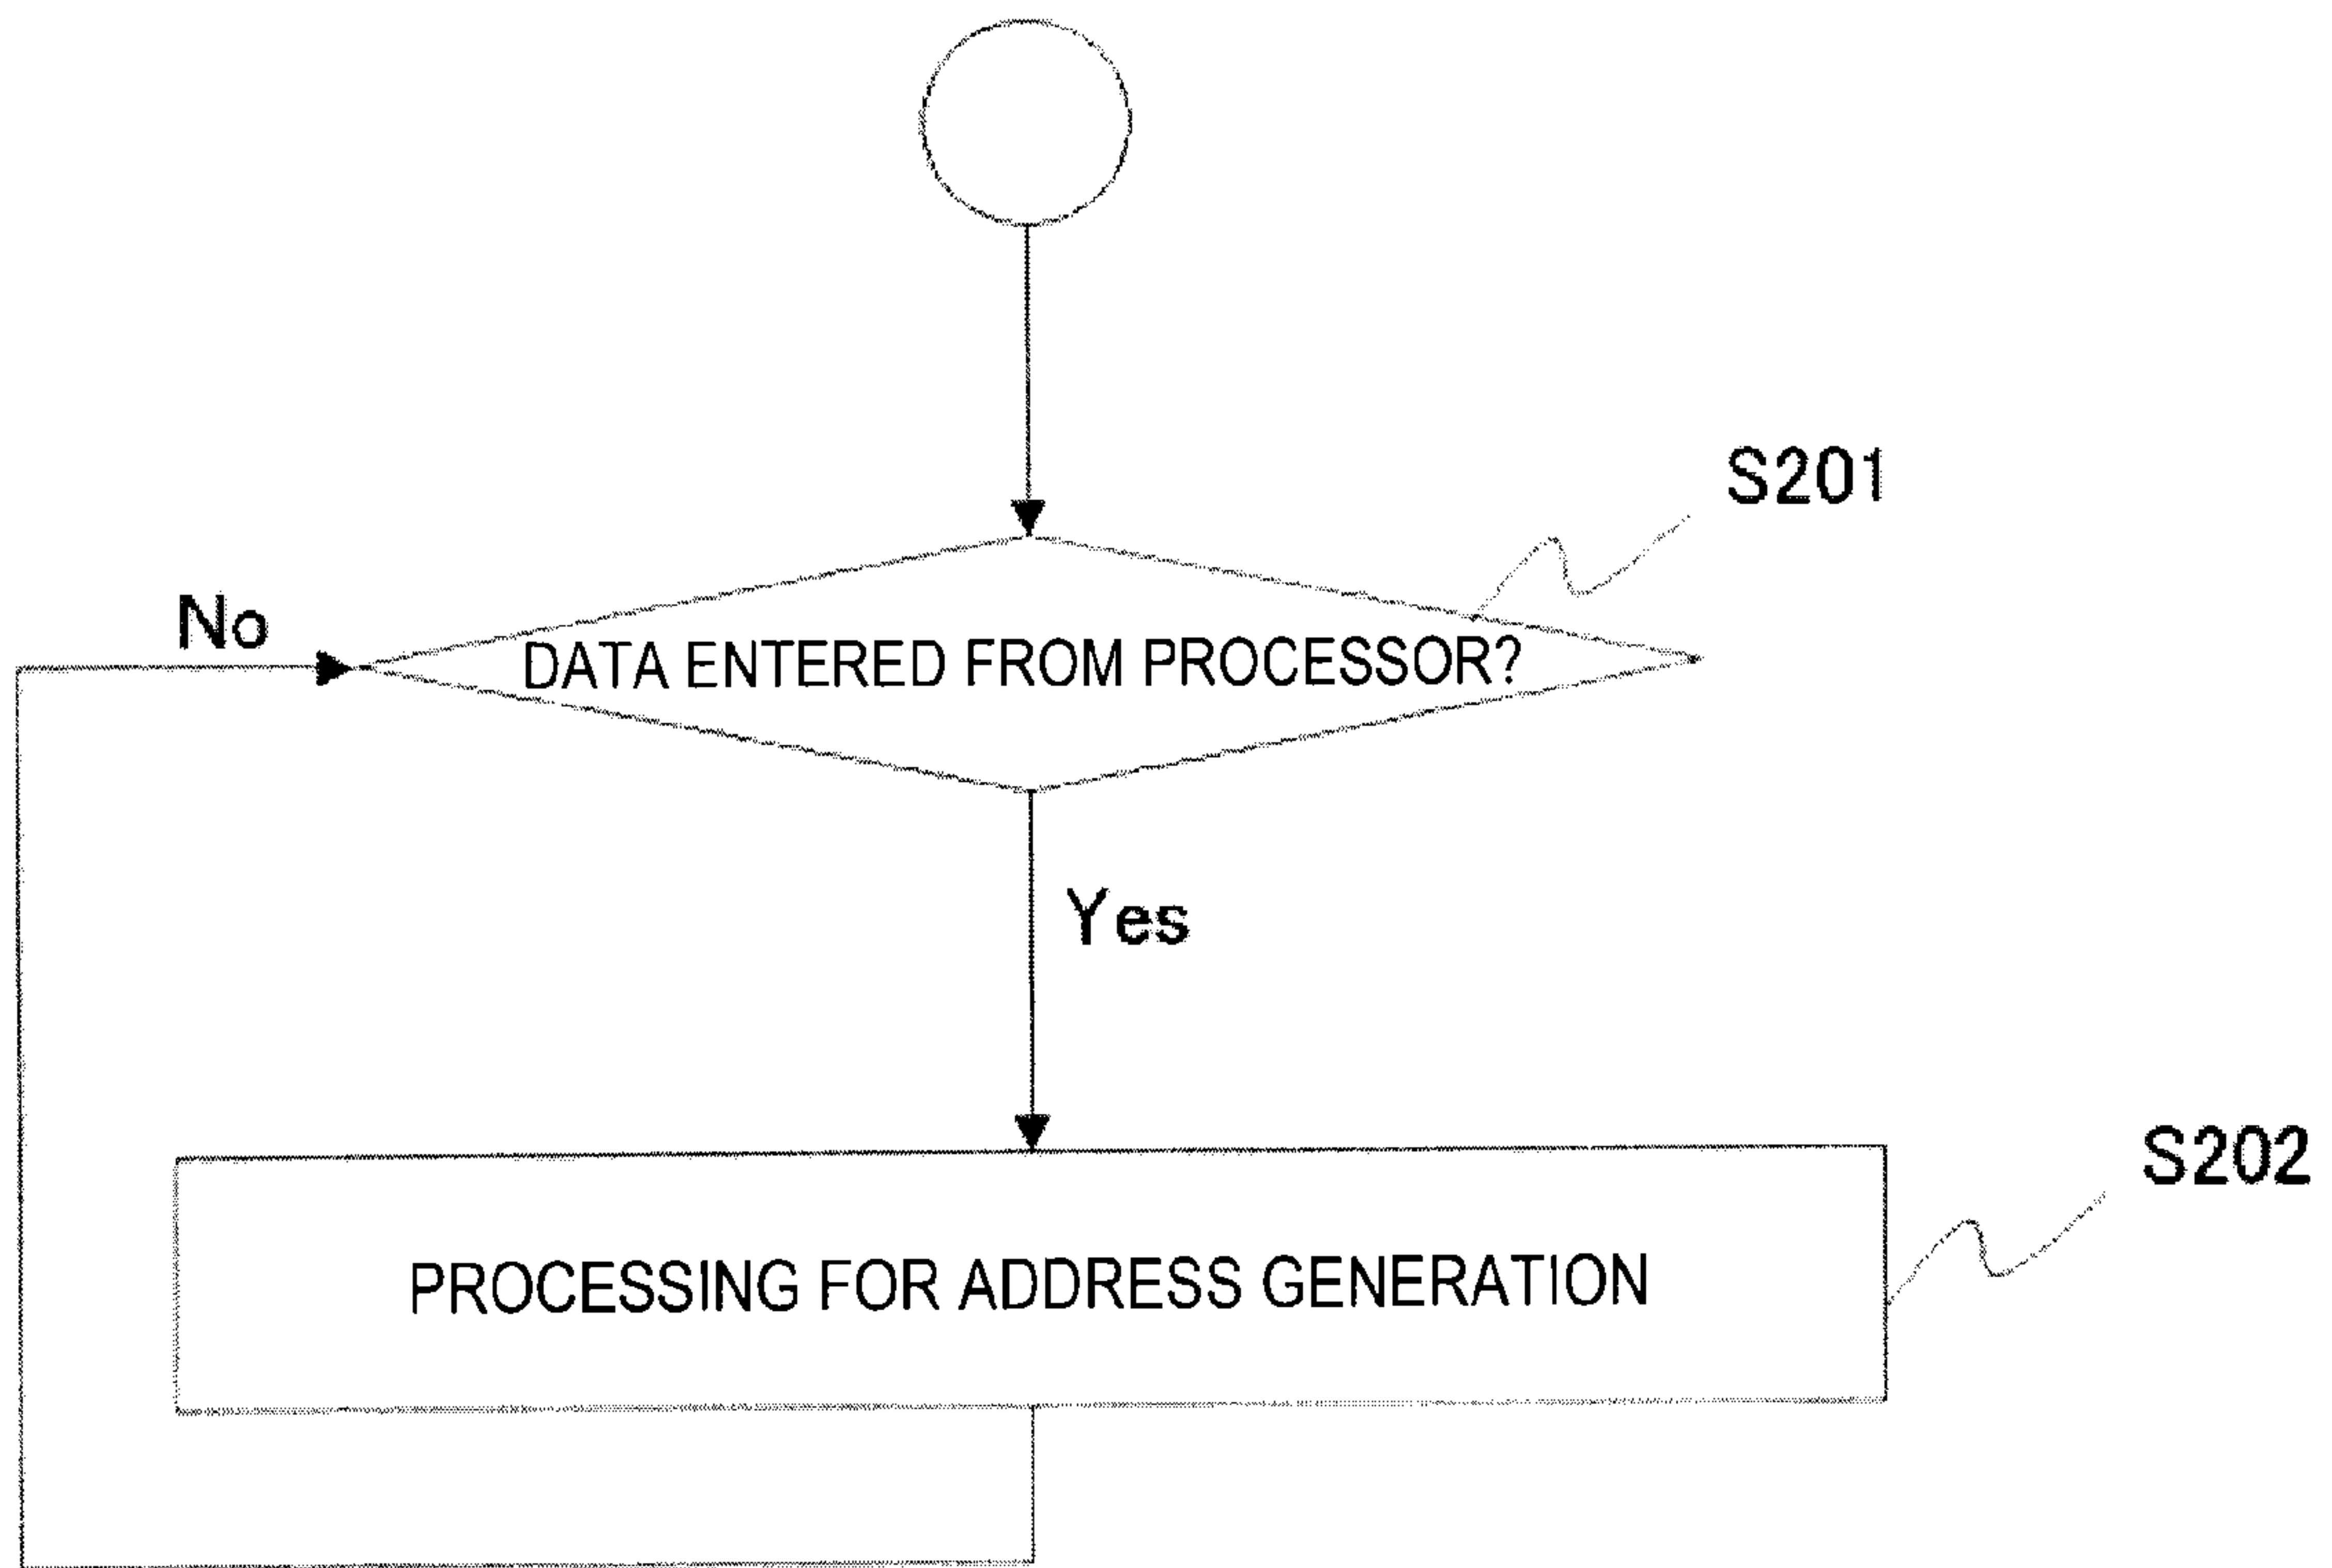 S201
No
DATA ENTERED FROM PROCESSOR?
Yes
S202
PROCESSING FOR ADDRESS GENERATION